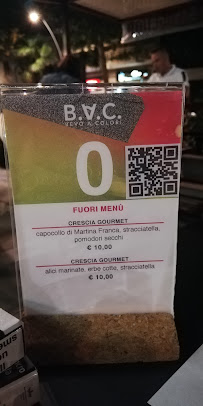 B.V.C.
BEVO A COLORI
0
FUORI MENÙ
CRESCIA GOURMET
capocollo di Martina Franca, stracciatella,
pomodori secchi
€ 10,00
CRESCIA GOURMET
alici marinate, erbe cotte, stracciatella
€ 10,00